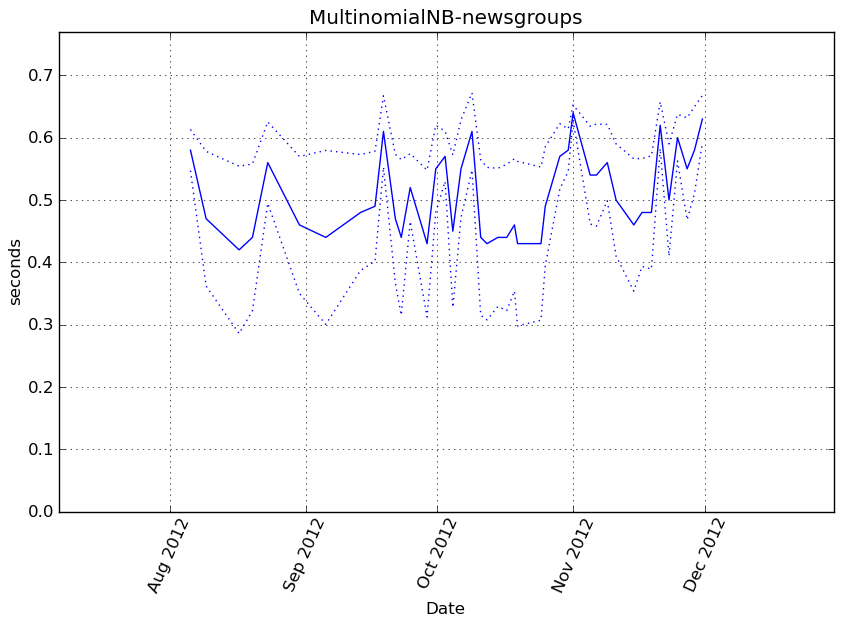 MultinomialNB-newsgroups
0.7
0.6
0.5
0.4
0.3
0.2
0.1
0.0
seconds
Aug 2012
Sep 2012
Oct 2012
Nov 2012
Dec 2012
Date